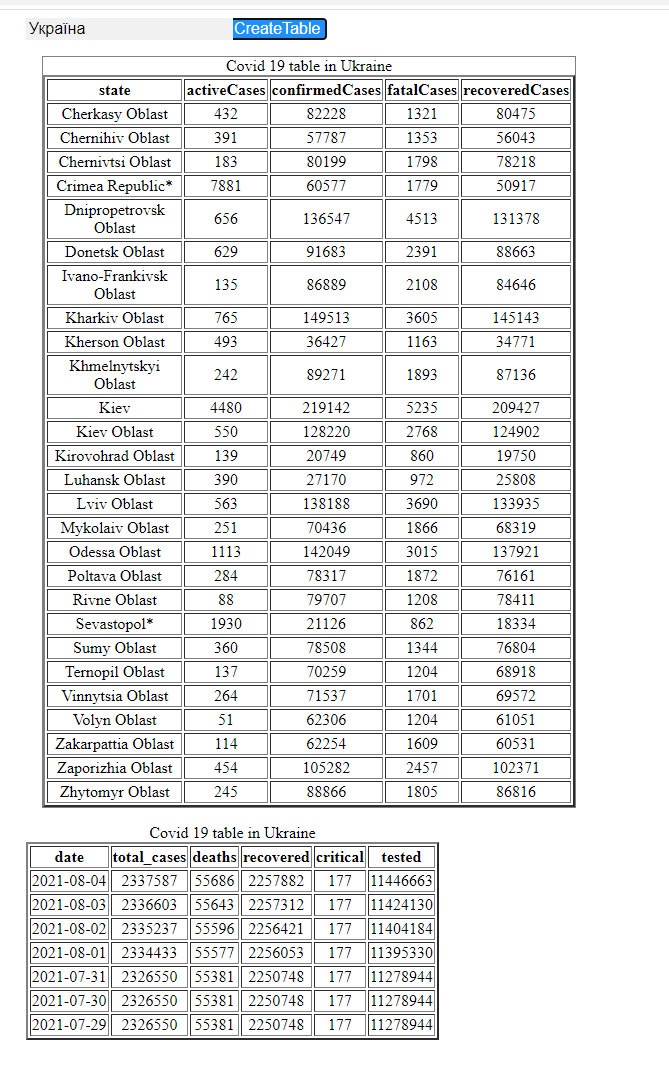 Україна CreateTable
Covid 19 table in Ukraine
state activeCases confirmedCases fatalCases recoveredCases
Cherkasy Oblast 432 82228 1321 80475
Chernihiv Oblast 391 57787 1353 56043
Chernivtsi Oblast 183 80199 1798 78218
Crimea Republic* 7881 60577 1779 50917
Dnipropetrovsk
Oblast 656 136547 4513 131378
Donetsk Oblast 629 91683 2391 88663
Ivano-Frankivsk
Oblast 135 86889 2108 84646
Kharkiv Oblast 765 149513 3605 145143
Kherson Oblast 493 36427 1163 34771
Khmelnytskyi
Oblast 242 89271 1893 87136
Kiev 4480 219142 5235 209427
Kiev Oblast 550 128220 2768 124902
Kirovohrad Oblast 139 20749 860 19750
Luhansk Oblast 390 27170 972 25808
Lviv Oblast 563 138188 3690 133935
Mykolaiv Oblast 251 70436 1866 68319
Odessa Oblast 1113 142049 3015 137921
Poltava Oblast 284 78317 1872 76161
Rivne Oblast 88 79707 1208 78411
Sevastopol* 1930 21126 862 18334
Sumy Oblast 360 78508 1344 76804
Ternopil Oblast 137 70259 1204 68918
Vinnytsia Oblast 264 71537 1701 69572
Volyn Oblast 51 62306 1204 61051
Zakarpattia Oblast 114 62254 1609 60531
Zaporizhia Oblast 454 105282 2457 102371
Zhytomyr Oblast 245 88866 1805 86816
Covid 19 table in Ukraine
date total_cases deaths recovered critical tested
2021-08-04 2337587 55686 2257882 177 11446663
2021-08-03 2336603 55643 2257312 177 11424130
2021-08-02 2335237 55596 2256421 177 11404184
2021-08-01 2334433 55577 2256053 177 11395330
2021-07-31 2326550 55381 2250748 177 11278944
2021-07-30 2326550 55381 2250748 177 11278944
2021-07-29 2326550 55381 2250748 177 11278944